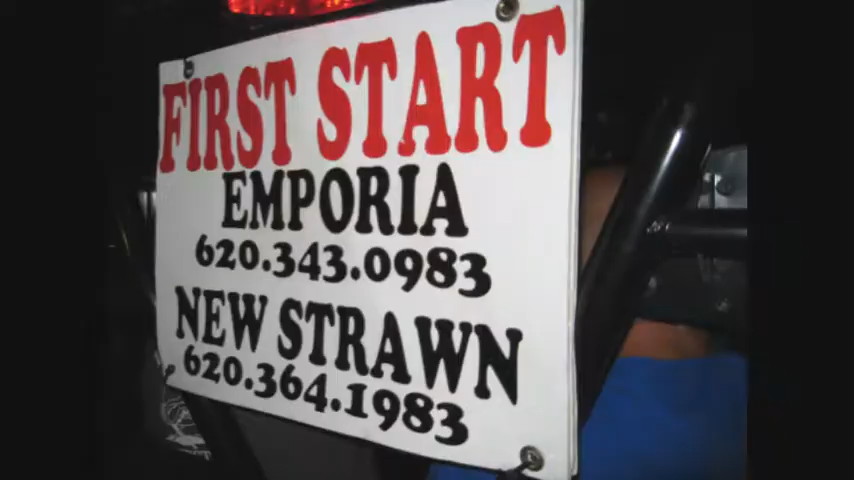 FIRST START
EMPORIA
620.343.0983
NEW STRAWN
620.364.1983